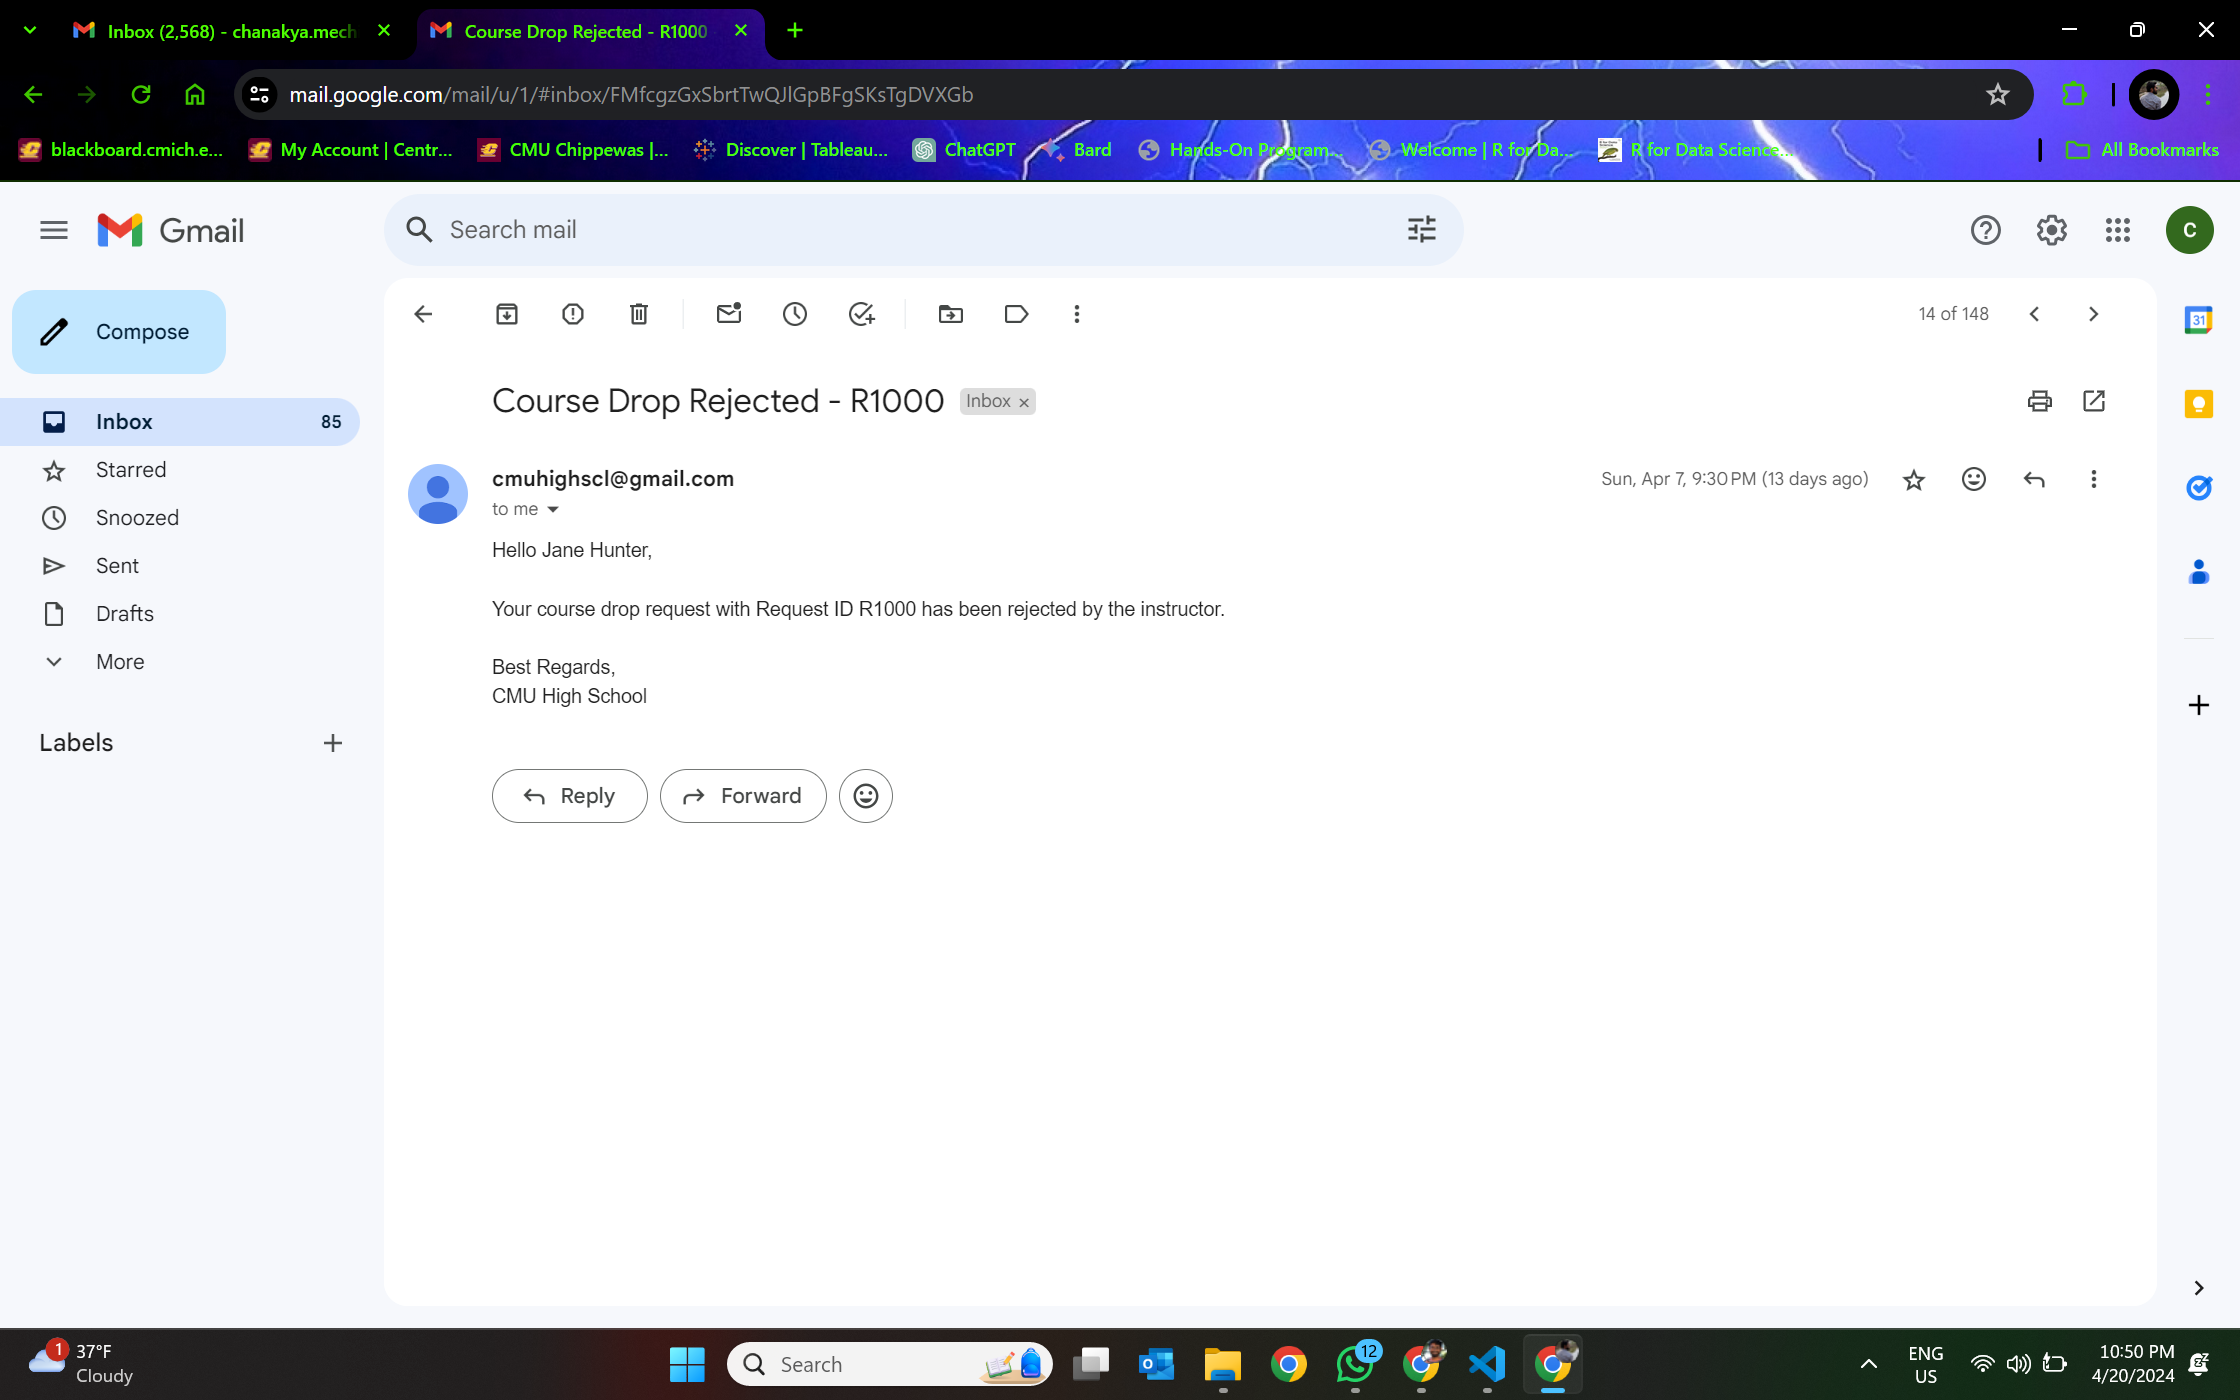 Inbox (2,568) - chanakya.mech
Course Drop Rejected - R1000
mail.google.com/mail/u/1/#inbox/FMfcgzGxSbrtTwQJlGpBFgSKsTgDVXGb
blackboard.cmich.e... My Account | Centr... CMU Chippewas |... Discover | Tableau... ChatGPT Bard Hands-On Program... Welcome | R for Da... R for Data Science... All Bookmarks
Gmail
Search mail
C
Compose
14 of 148
31
Course Drop Rejected - R1000 Inbox ×
Inbox 85
Starred
Snoozed
Sent
Drafts
More
Labels
cmuhighscl@gmail.com
Sun, Apr 7, 9:30 PM (13 days ago)
to me
Hello Jane Hunter,
Your course drop request with Request ID R1000 has been rejected by the instructor.
Best Regards,
CMU High School
Reply
Forward
1
37°F
Cloudy
Search
12
ENG
US
10:50 PM
4/20/2024